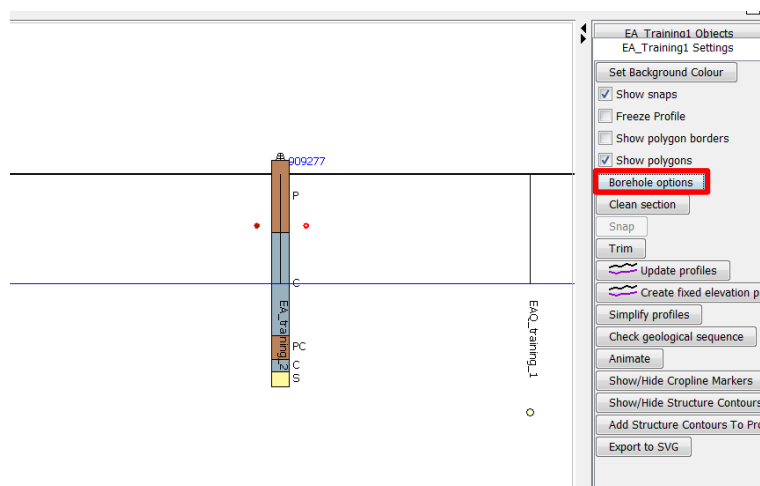 EA_Training1 Objects
EA_Training1 Settings
Set Background Colour
Show snaps
Freeze Profile
Show polygon borders
Show polygons
Borehole options
Clean section
Snap
Trim
Update profiles
Create fixed elevation p
Simplify profiles
Check geological sequence
Animate
Show/Hide Cropline Markers
Show/Hide Structure Contours
Add Structure Contours To Pro
Export to SVG
909277
P
C
EA_training_2
PC
C
S
EAQ_training_1